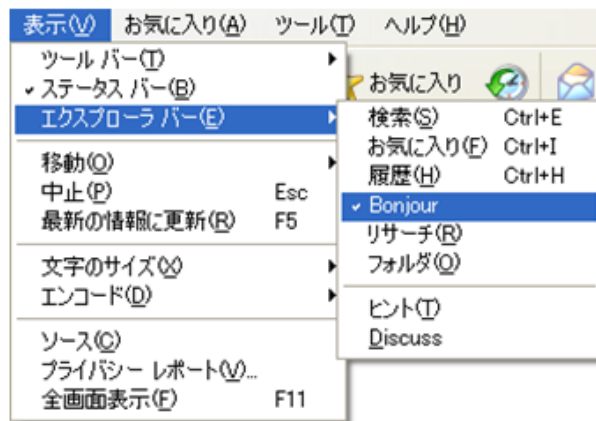 表示(V) お気に入り(A) ツール(T) ヘルプ(H)
お気に入り
ツール バー(T)
ステータス バー(B)
エクスプローラ バー(E)
移動(O)
中止(P) Esc
最新の情報に更新(R) F5
文字のサイズ(X)
エンコード(D)
ソース(C)
プライバシー レポート(V)...
全画面表示(F) F11
検索(S) Ctrl+E
お気に入り(F) Ctrl+I
履歴(H) Ctrl+H
Bonjour
リサーチ(R)
フォルダ(O)
ヒント(T)
Discuss